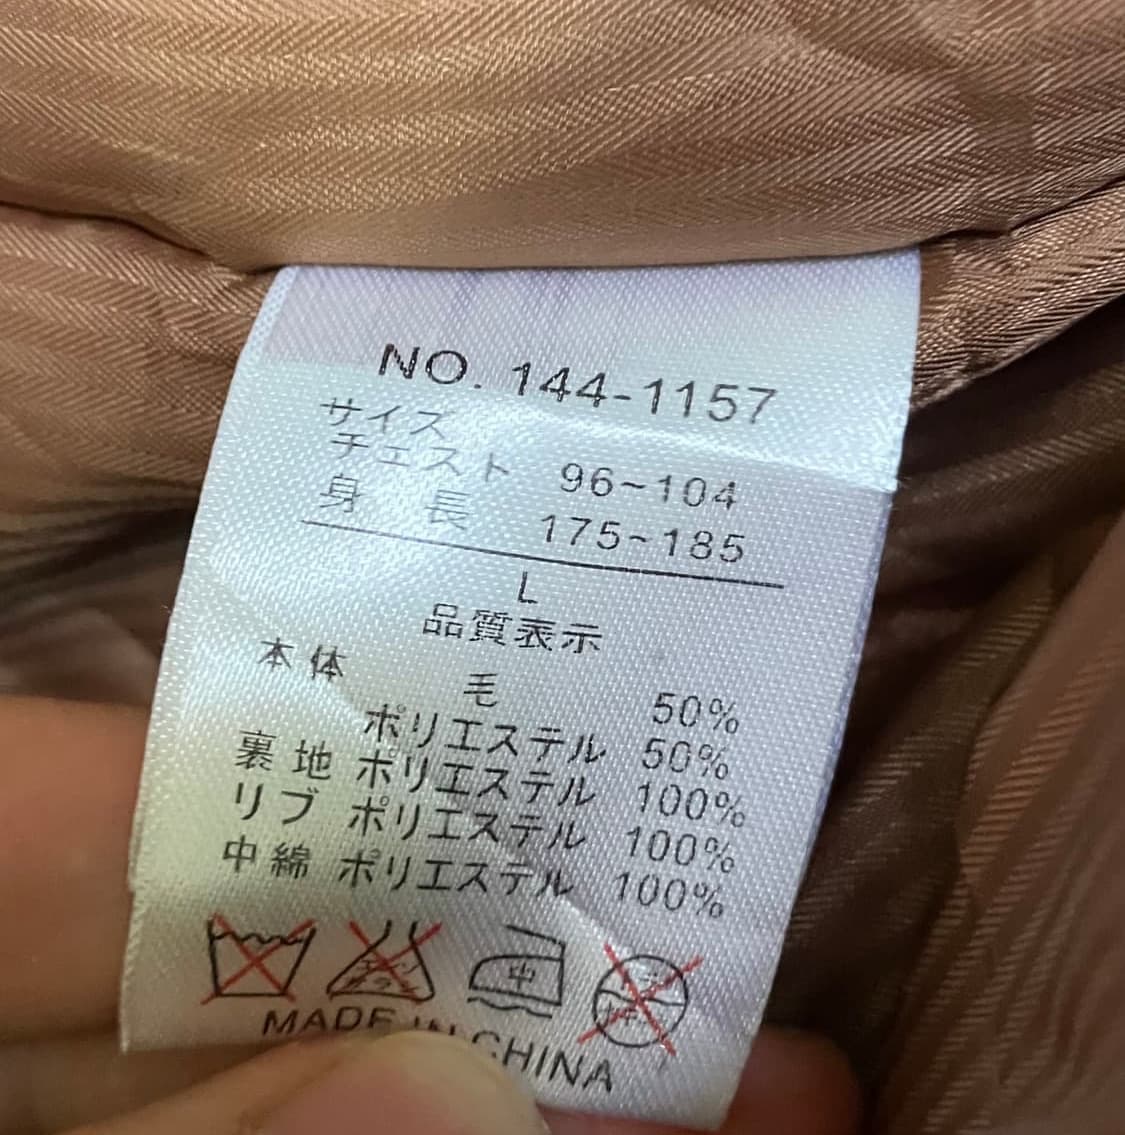 NO. 144-1157
サイズ
チェスト 96~104
身長 175~185
L
品質表示
本体 毛 50%
ポリエステル 50%
裏地 ポリエステル 100%
リブ ポリエステル 100%
中綿 ポリエステル 100%
中
MADE IN CHINA